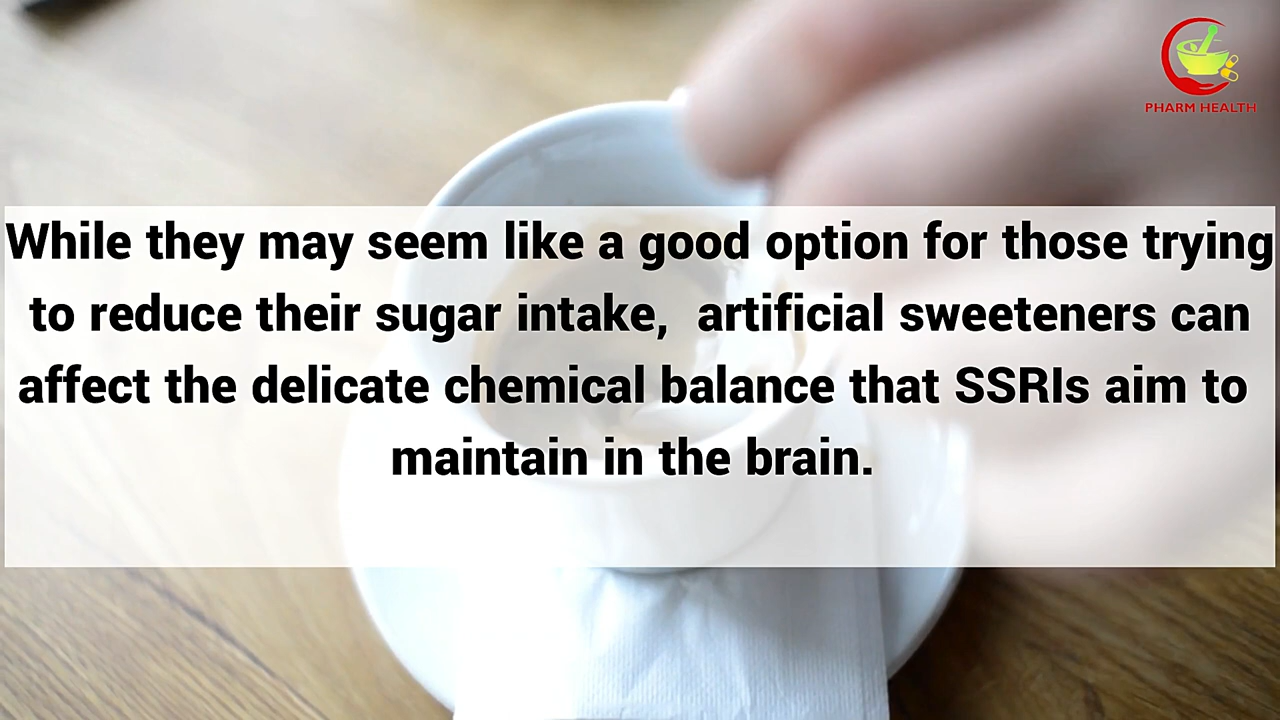 PHARM HEALTH
While they may seem like a good option for those trying
to reduce their sugar intake,  artificial sweeteners can
affect the delicate chemical balance that SSRIs aim to
maintain in the brain.